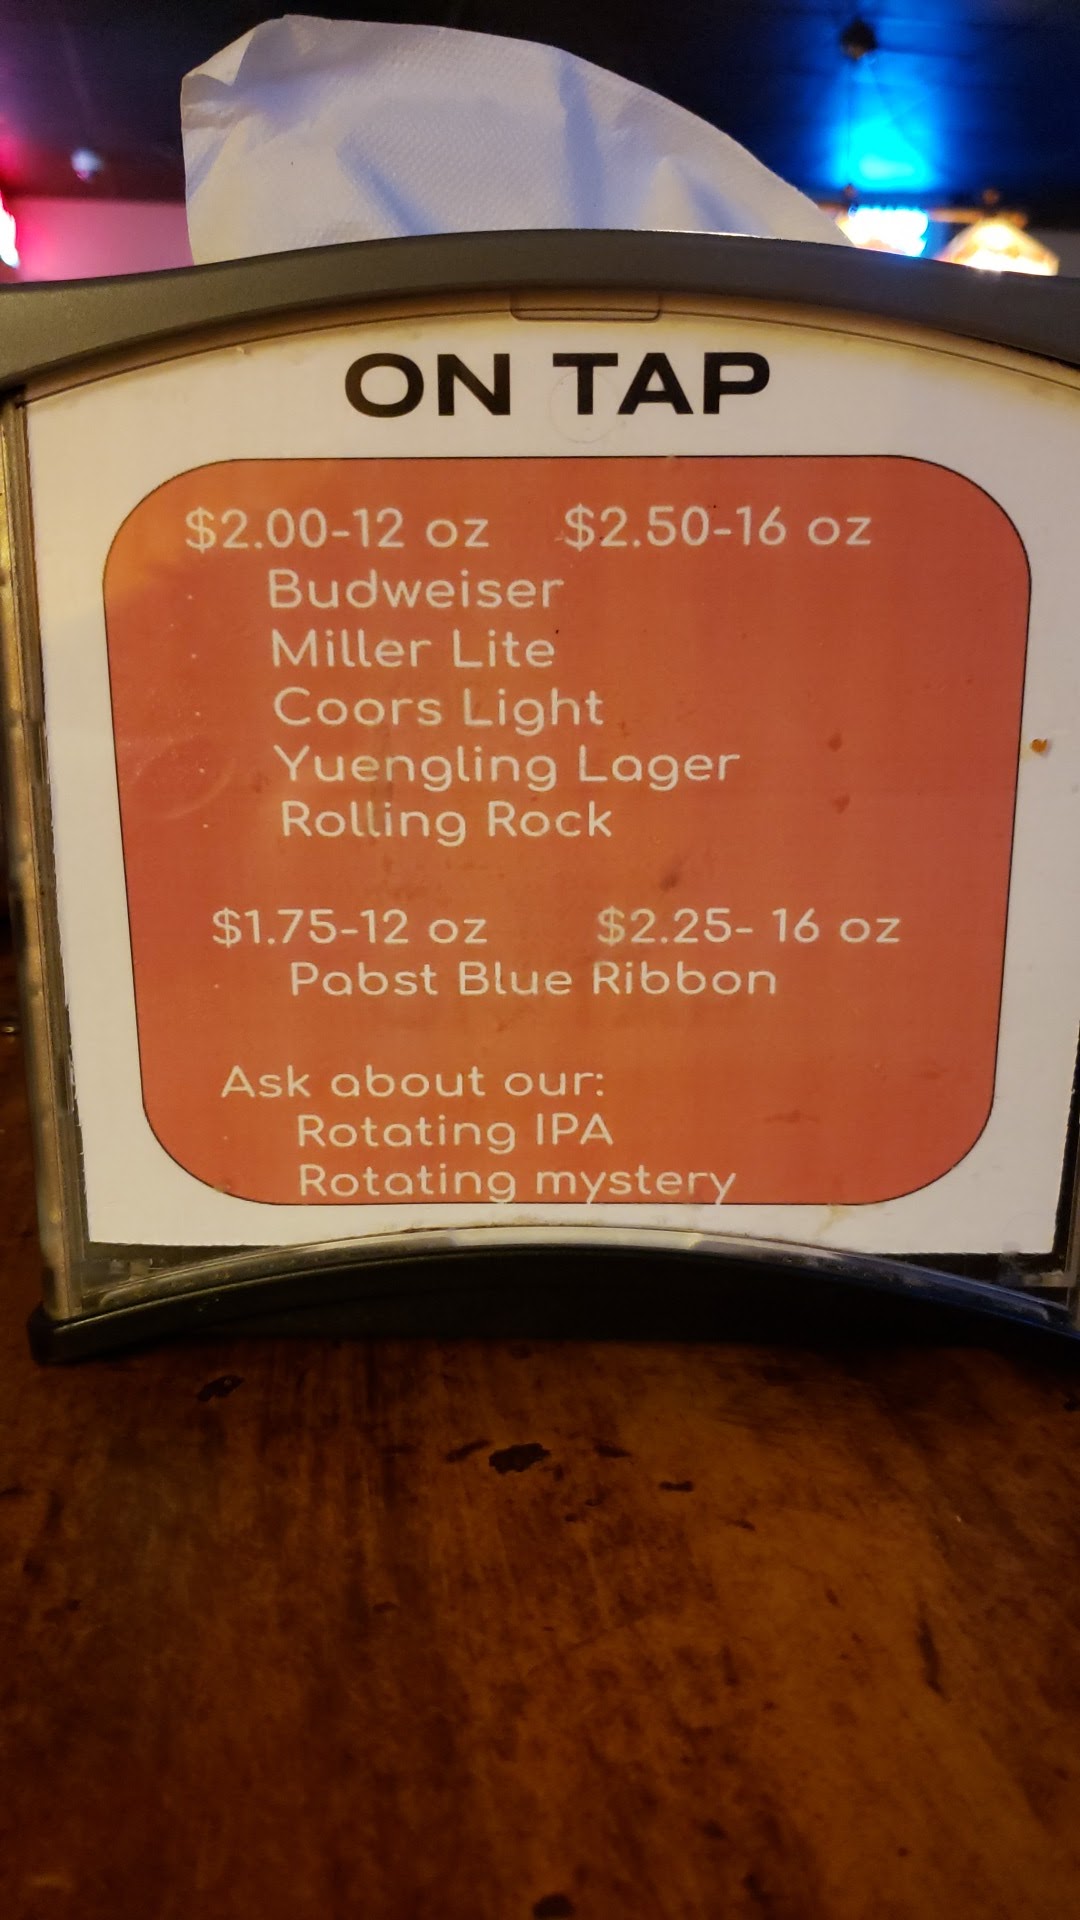 ON TAP
$2.00-12 oz $2.50-16 oz
Budweiser
Miller Lite
Coors Light
Yuengling Lager
Rolling Rock
$1.75-12 oz $2.25- 16 oz
Pabst Blue Ribbon
Ask about our:
Rotating IPA
Rotating mystery